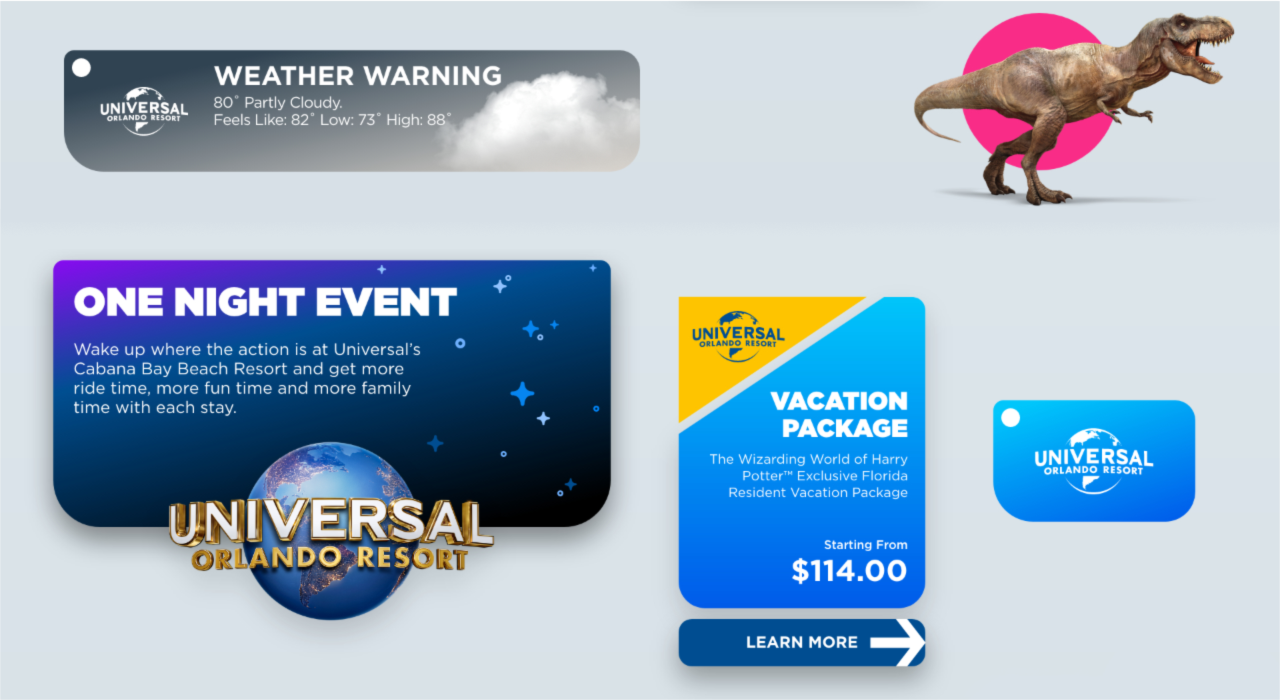 UNIVERSAL
ORLANDO RESORT
WEATHER WARNING
80° Partly Cloudy.
Feels Like: 82° Low: 73° High: 88°
ONE NIGHT EVENT
Wake up where the action is at Universal’s
Cabana Bay Beach Resort and get more
ride time, more fun time and more family
time with each stay.
UNIVERSAL
ORLANDO RESORT
UNIVERSAL
ORLANDO RESORT
VACATION
PACKAGE
The Wizarding World of Harry
Potter™ Exclusive Florida
Resident Vacation Package
Starting From
$114.00
LEARN MORE
UNIVERSAL
ORLANDO RESORT